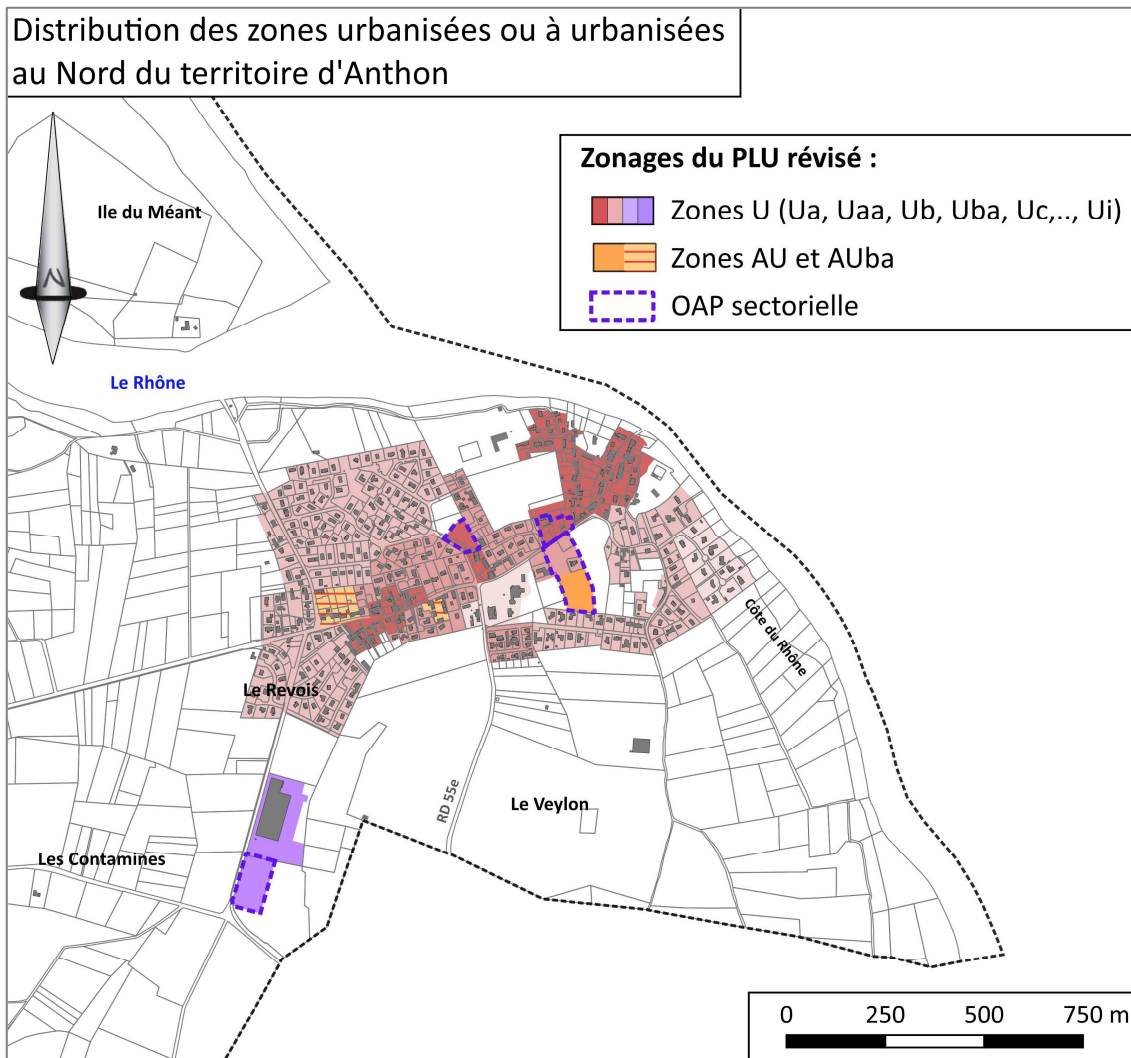 Distribution des zones urbanisées ou à urbanisées
au Nord du territoire d'Anthon
Zonages du PLU révisé :
Zones U (Ua, Uaa, Ub, Uba, Uc,.., Ui)
Zones AU et AUba
OAP sectorielle
Ile du Méant
N
Le Rhône
Côte du Rhône
Le Revois
RD 55e
Le Veylon
Les Contamines
0 250 500 750 m